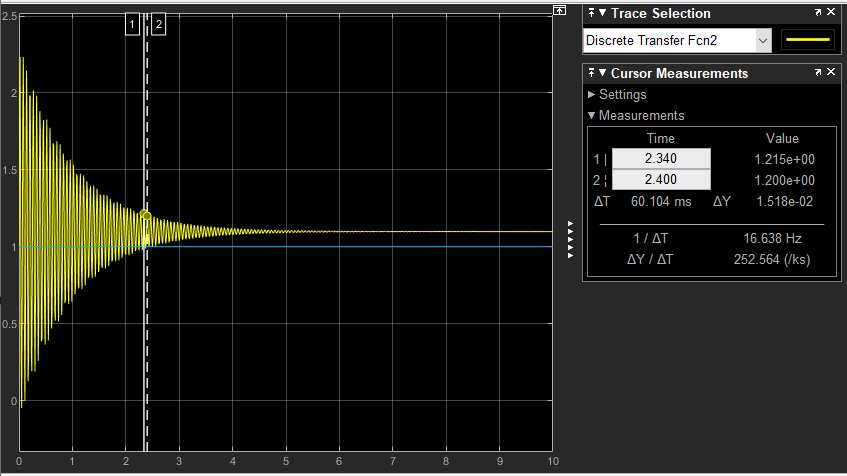 2.5
2
1.5
1
0.5
0
0 1 2 3 4 5 6 7 8 9 10
1 2
Trace Selection
Discrete Transfer Fcn2
Cursor Measurements
Settings
Measurements
Time Value
1 | 2.340 1.215e+00
2 ¦ 2.400 1.200e+00
ΔT 60.104 ms ΔY 1.518e-02
1 / ΔT 16.638 Hz
ΔY / ΔT 252.564 (/ks)